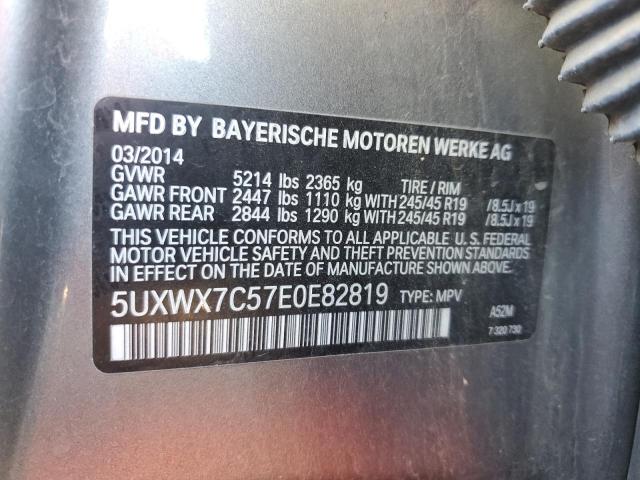 MFD BY BAYERISCHE MOTOREN WERKE AG
03/2014
GVWR 5214 lbs 2365 kg TIRE / RIM
GAWR FRONT 2447 lbs 1110 kg WITH 245/45 R19 /8.5J x 19
GAWR REAR 2844 lbs 1290 kg WITH 245/45 R19 /8.5J x 19
THIS VEHICLE CONFORMS TO ALL APPLICABLE U.S. FEDERAL
MOTOR VEHICLE SAFETY AND THEFT PREVENTION STANDARDS
IN EFFECT ON THE DATE OF MANUFACTURE SHOWN ABOVE.
5UXWX7C57E0E82819 TYPE: MPV A52M
7 320 730